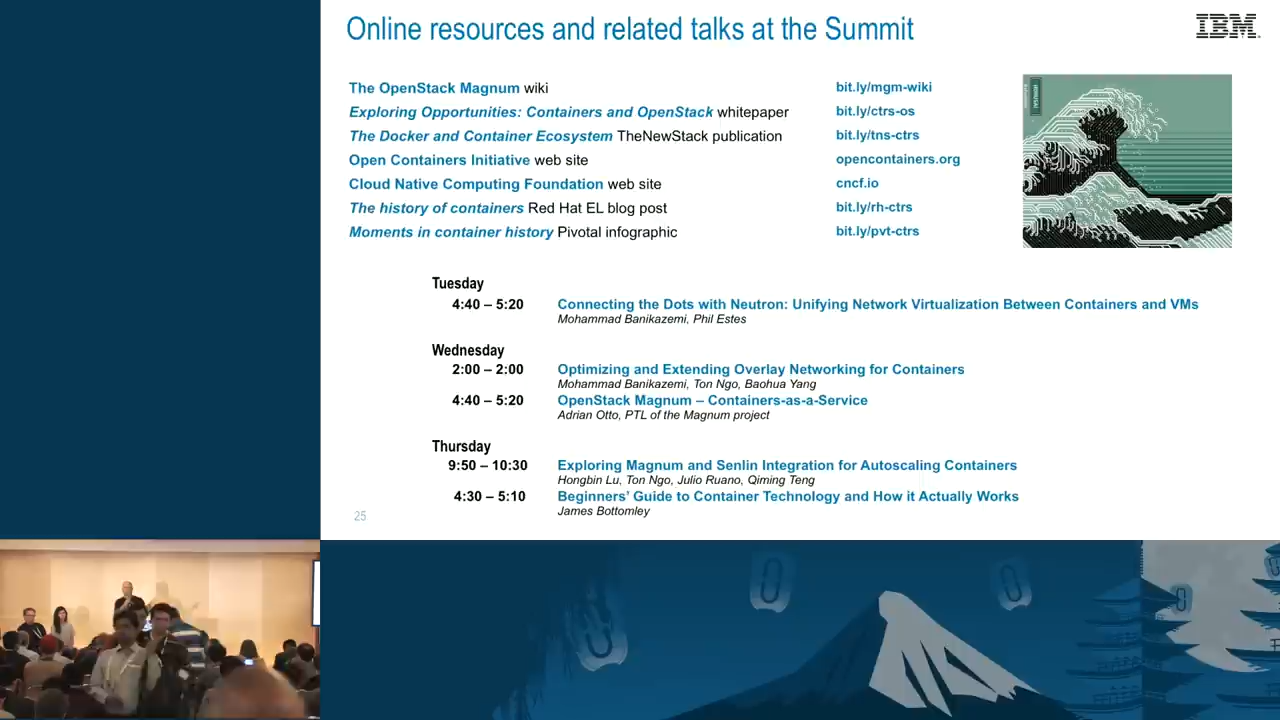 Online resources and related talks at the Summit
IBM
The OpenStack Magnum wiki bit.ly/mgm-wiki
Exploring Opportunities: Containers and OpenStack whitepaper bit.ly/ctrs-os
The Docker and Container Ecosystem TheNewStack publication bit.ly/tns-ctrs
Open Containers Initiative web site opencontainers.org
Cloud Native Computing Foundation web site cncf.io
The history of containers Red Hat EL blog post bit.ly/rh-ctrs
Moments in container history Pivotal infographic bit.ly/pvt-ctrs
Tuesday
4:40 – 5:20 Connecting the Dots with Neutron: Unifying Network Virtualization Between Containers and VMs
Mohammad Banikazemi, Phil Estes
Wednesday
2:00 – 2:00 Optimizing and Extending Overlay Networking for Containers
Mohammad Banikazemi, Ton Ngo, Baohua Yang
4:40 – 5:20 OpenStack Magnum – Containers-as-a-Service
Adrian Otto, PTL of the Magnum project
Thursday
9:50 – 10:30 Exploring Magnum and Senlin Integration for Autoscaling Containers
Hongbin Lu, Ton Ngo, Julio Ruano, Qiming Teng
4:30 – 5:10 Beginners’ Guide to Container Technology and How it Actually Works
James Bottomley
25